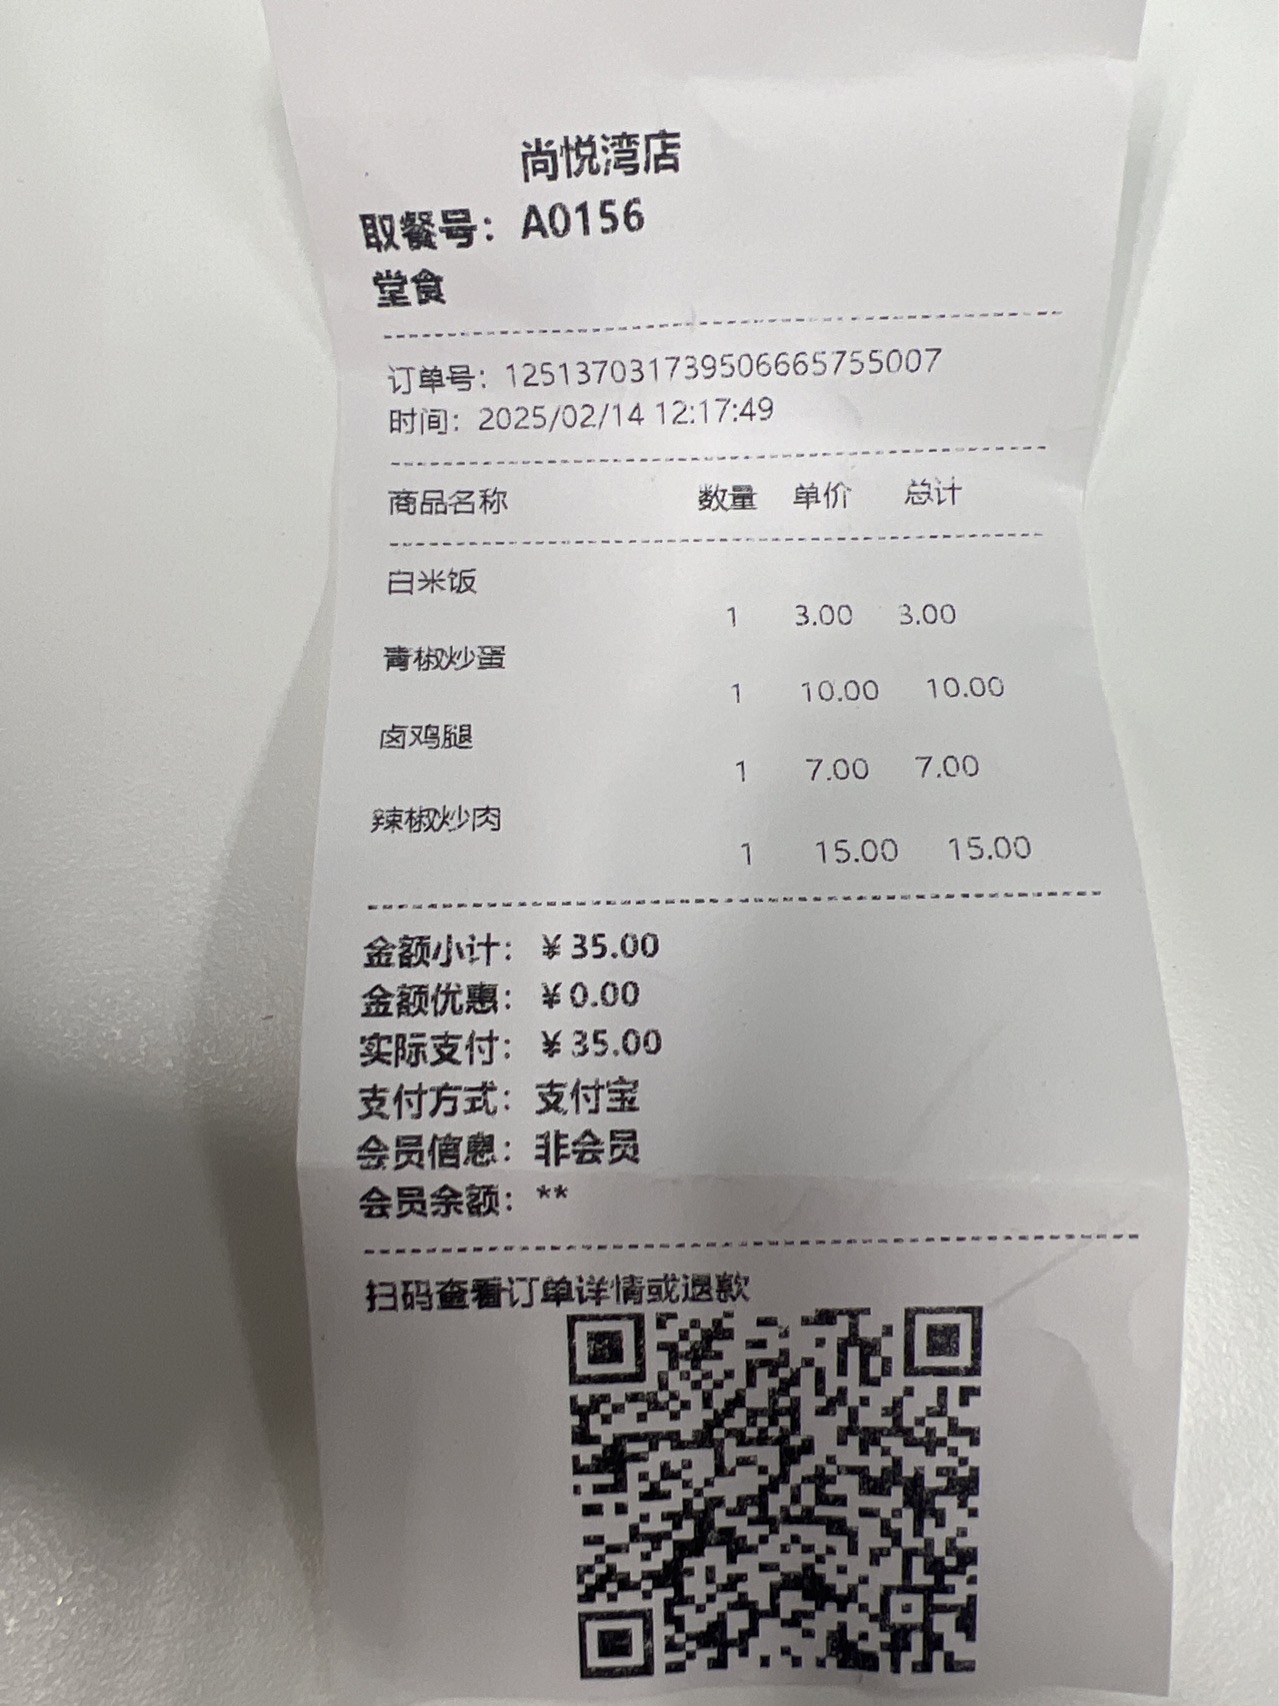 尚悦湾店
取餐号：A0156
堂食
订单号：1251370317395066657​55007
时间：2025/02/14 12:17:49
商品名称 数量 单价 总计
白米饭
1 3.00 3.00
青椒炒蛋
1 10.00 10.00
卤鸡腿
1 7.00 7.00
辣椒炒肉
1 15.00 15.00
金额小计：￥35.00
金额优惠：￥0.00
实际支付：￥35.00
支付方式：支付宝
会员信息：非会员
会员余额：**
扫码查看订单详情或退款